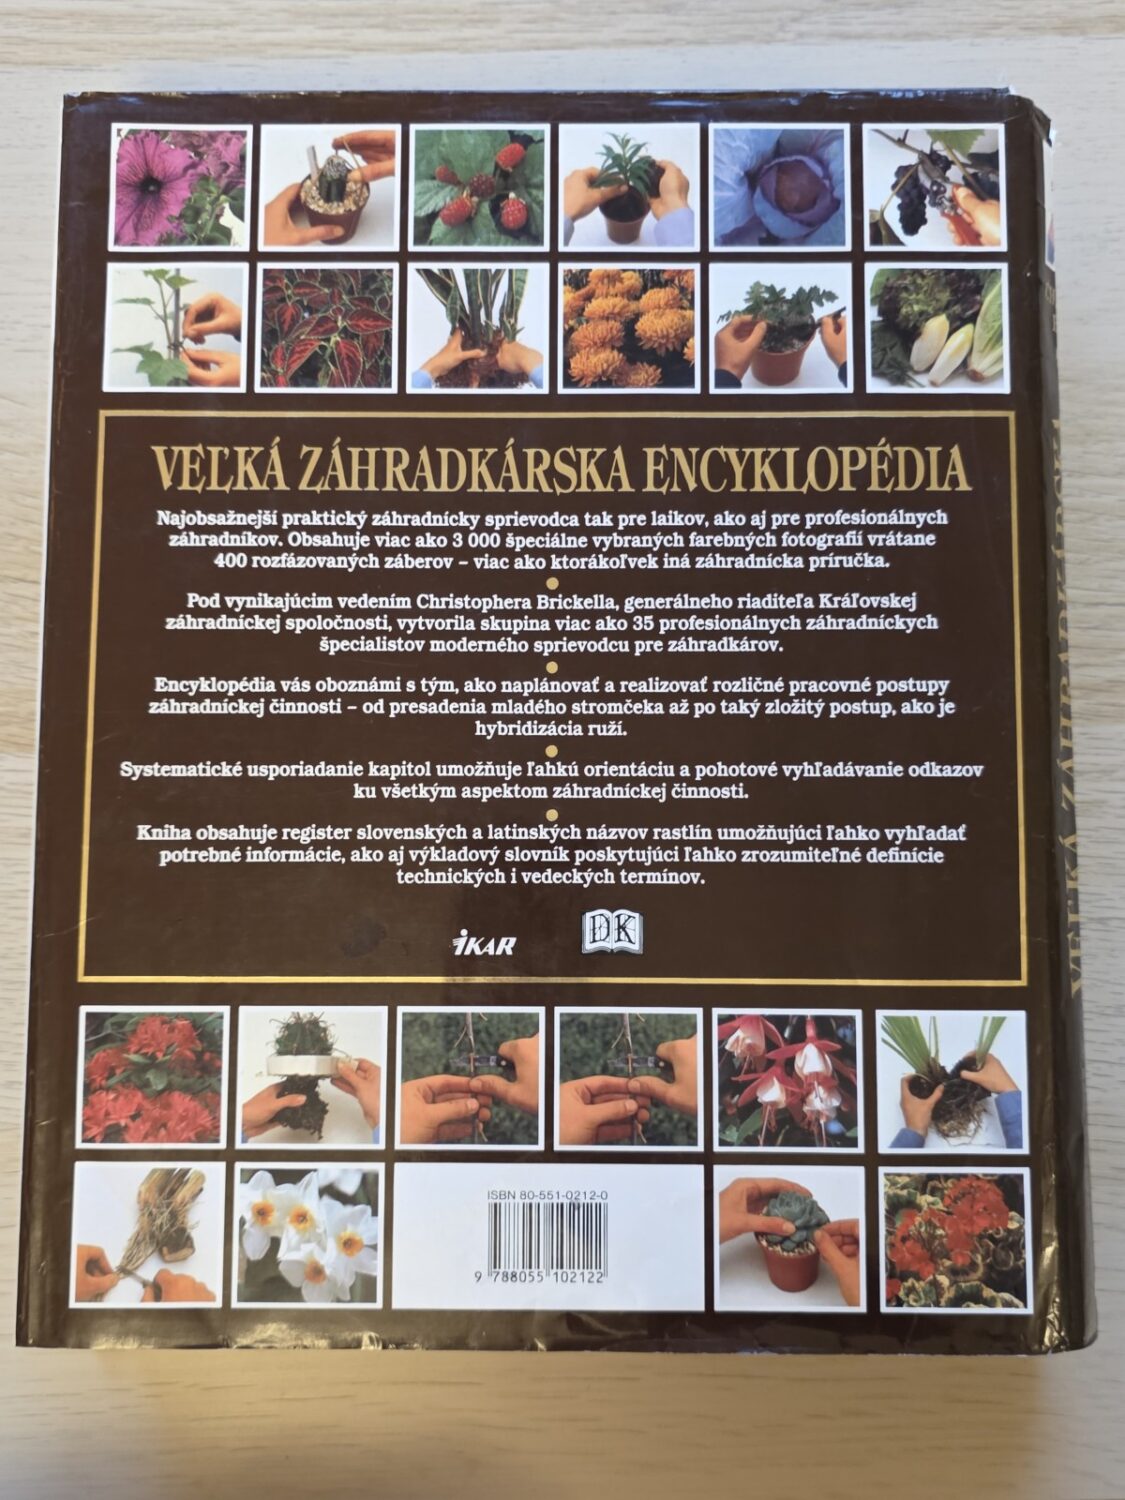 VEĽKÁ ZÁHRADKÁRSKA ENCYKLOPÉDIA
Najobsažnejší praktický záhradnícky sprievodca tak pre laikov, ako aj pre profesionálnych
záhradníkov. Obsahuje viac ako 3 000 špeciálne vybraných farebných fotografií vrátane
400 rozfázovaných záberov – viac ako ktorákoľvek iná záhradnícka príručka.
Pod vynikajúcim vedením Christophera Brickella, generálneho riaditeľa Kráľovskej
záhradníckej spoločnosti, vytvorila skupina viac ako 35 profesionálnych záhradníckych
špecialistov moderného sprievodcu pre záhradkárov.
Encyklopédia vás oboznámi s tým, ako naplánovať a realizovať rozličné pracovné postupy
záhradníckej činnosti – od presadenia mladého stromčeka až po taký zložitý postup, ako je
hybridizácia ruží.
Systematické usporiadanie kapitol umožňuje ľahkú orientáciu a pohotové vyhľadávanie odkazov
ku všetkým aspektom záhradníckej činnosti.
Kniha obsahuje register slovenských a latinských názvov rastlín umožňujúci ľahko vyhľadať
potrebné informácie, ako aj výkladový slovník poskytujúci ľahko zrozumiteľné definície
technických i vedeckých termínov.
IKAR
DK
ISBN 80-551-0212-0
9 788055 102122
VEĽKÁ ZÁHRADKÁRSKA